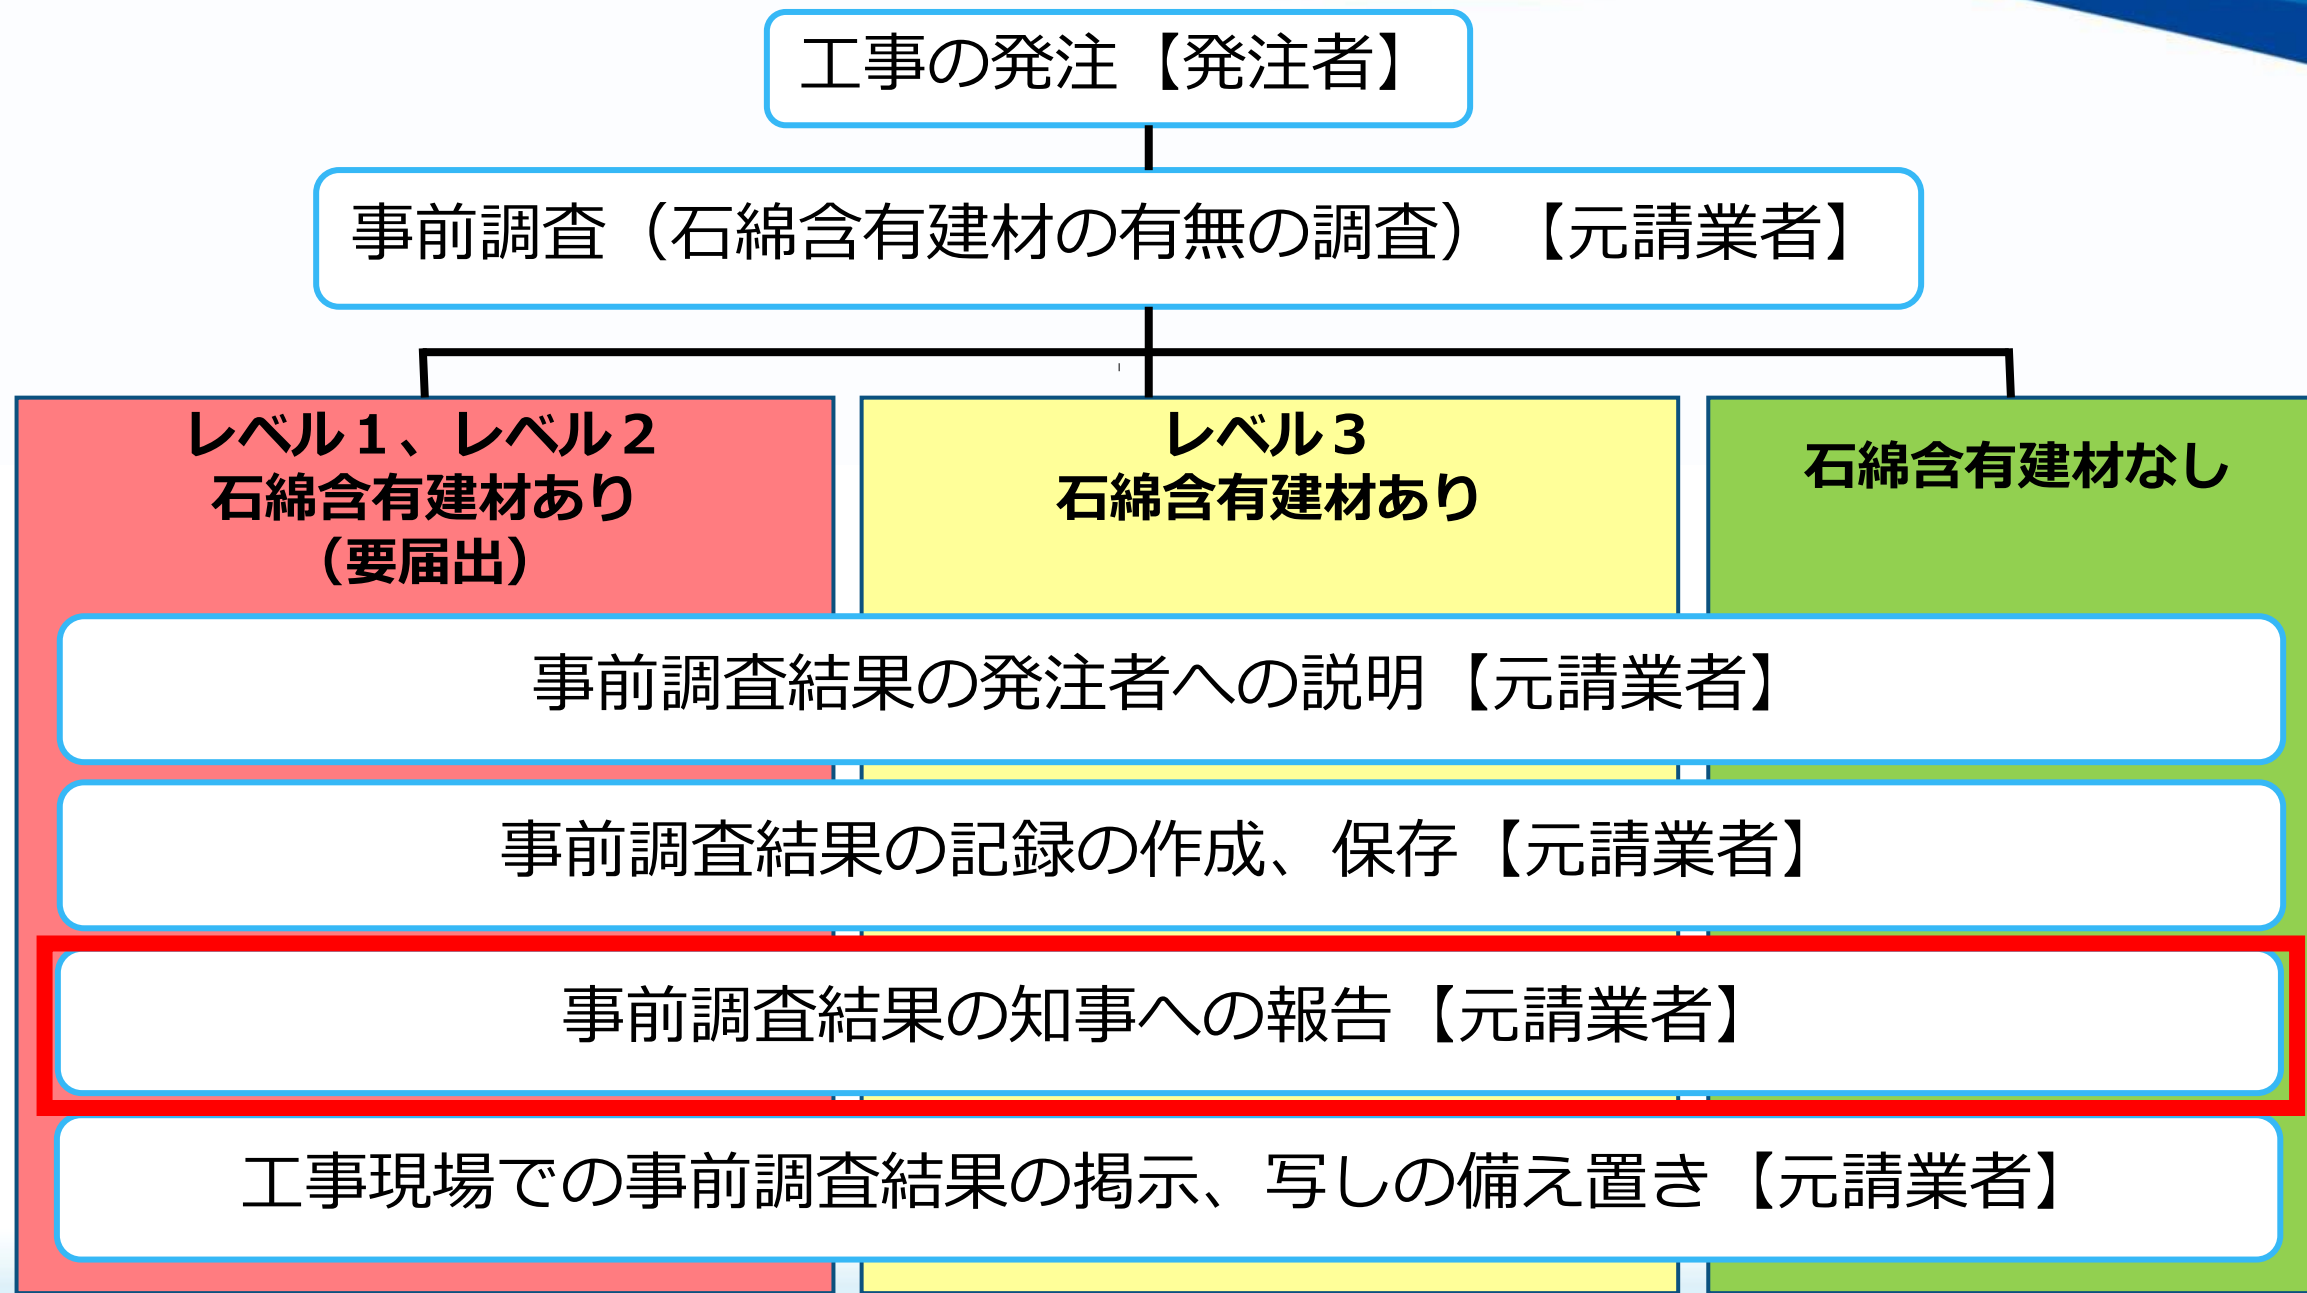 工事の発注【発注者】
事前調査（石綿含有建材の有無の調査）【元請業者】
レベル１、レベル２
石綿含有建材あり
（要届出）
レベル３
石綿含有建材あり
石綿含有建材なし
事前調査結果の発注者への説明【元請業者】
事前調査結果の記録の作成、保存【元請業者】
事前調査結果の知事への報告【元請業者】
工事現場での事前調査結果の掲示、写しの備え置き【元請業者】